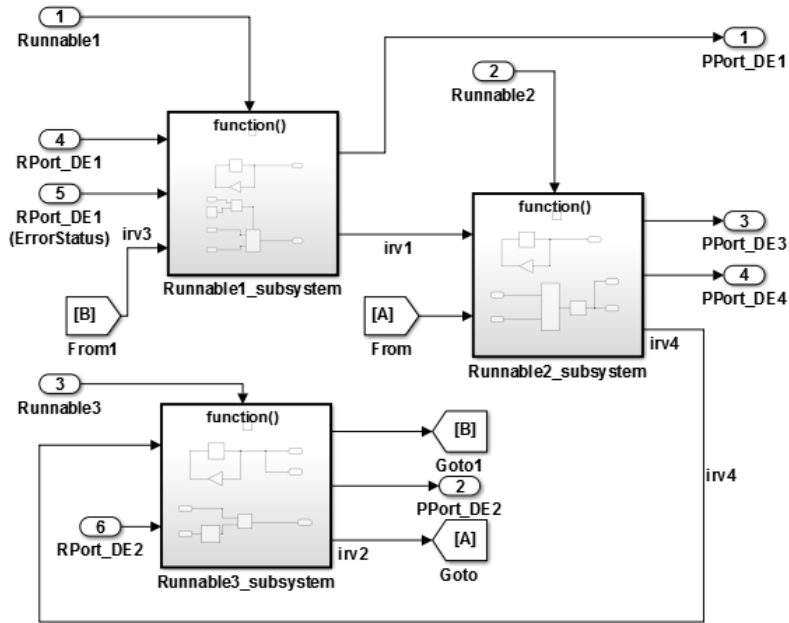 1
Runnable1
1
PPort_DE1
2
Runnable2
function()
4
RPort_DE1
5
RPort_DE1
(ErrorStatus)
irv3
irv1
Runnable1_subsystem
[B]
From1
function()
3
PPort_DE3
4
PPort_DE4
[A]
From
irv4
Runnable2_subsystem
3
Runnable3
function()
[B]
Goto1
2
PPort_DE2
irv4
6
RPort_DE2
irv2
[A]
Goto
Runnable3_subsystem